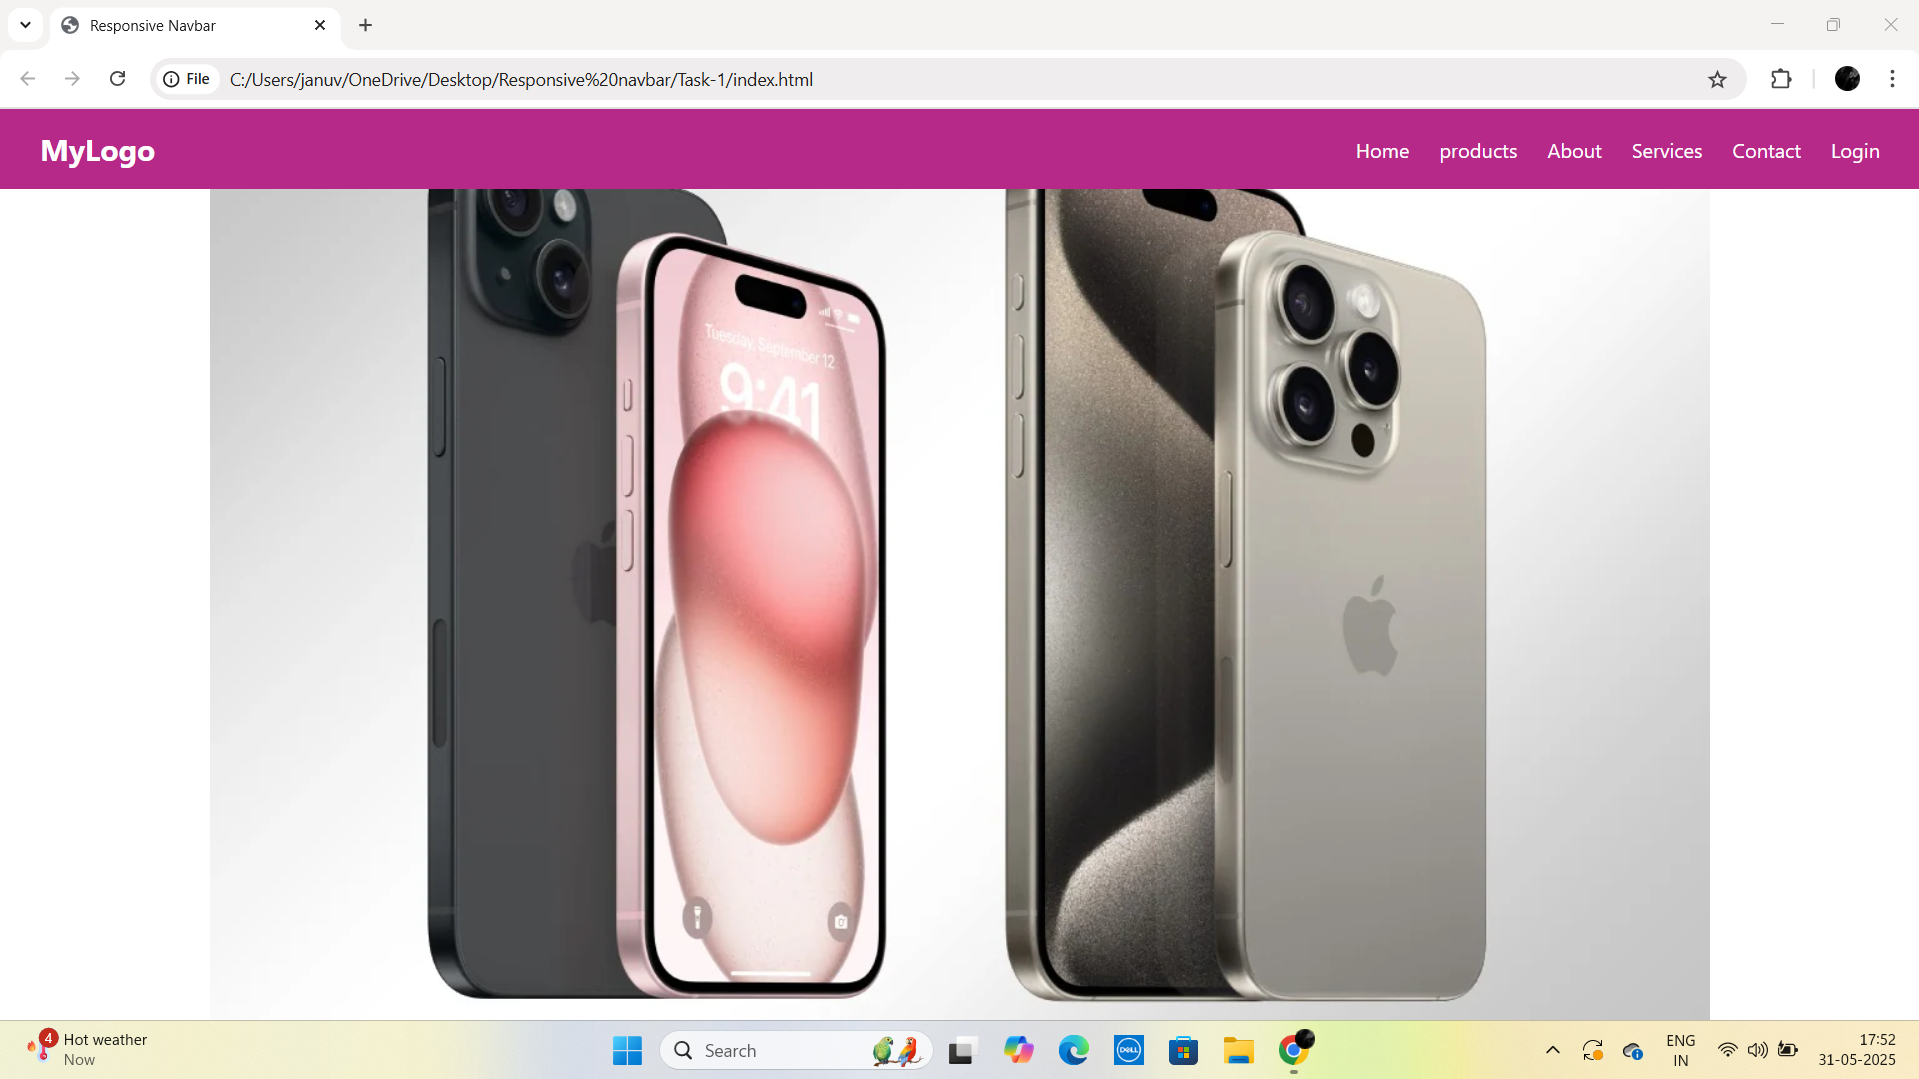 Responsive Navbar
File
C:/Users/januv/OneDrive/Desktop/Responsive%20navbar/Task-1/index.html
MyLogo
Home products About Services Contact Login
Tuesday, September 12
9:41
4
Hot weather
Now
Search
DELL
ENG
IN
17:52
31-05-2025